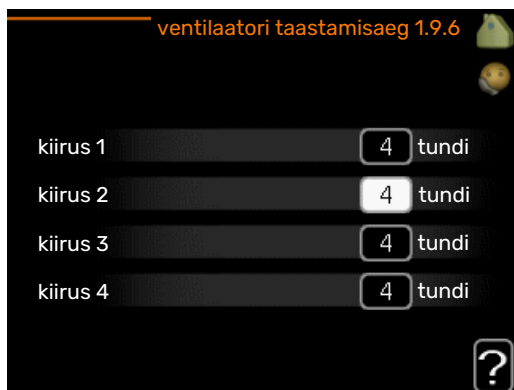 ventilaatori taastamisaeg 1.9.6
kiirus 1 4 tundi
kiirus 2 4 tundi
kiirus 3 4 tundi
kiirus 4 4 tundi
?